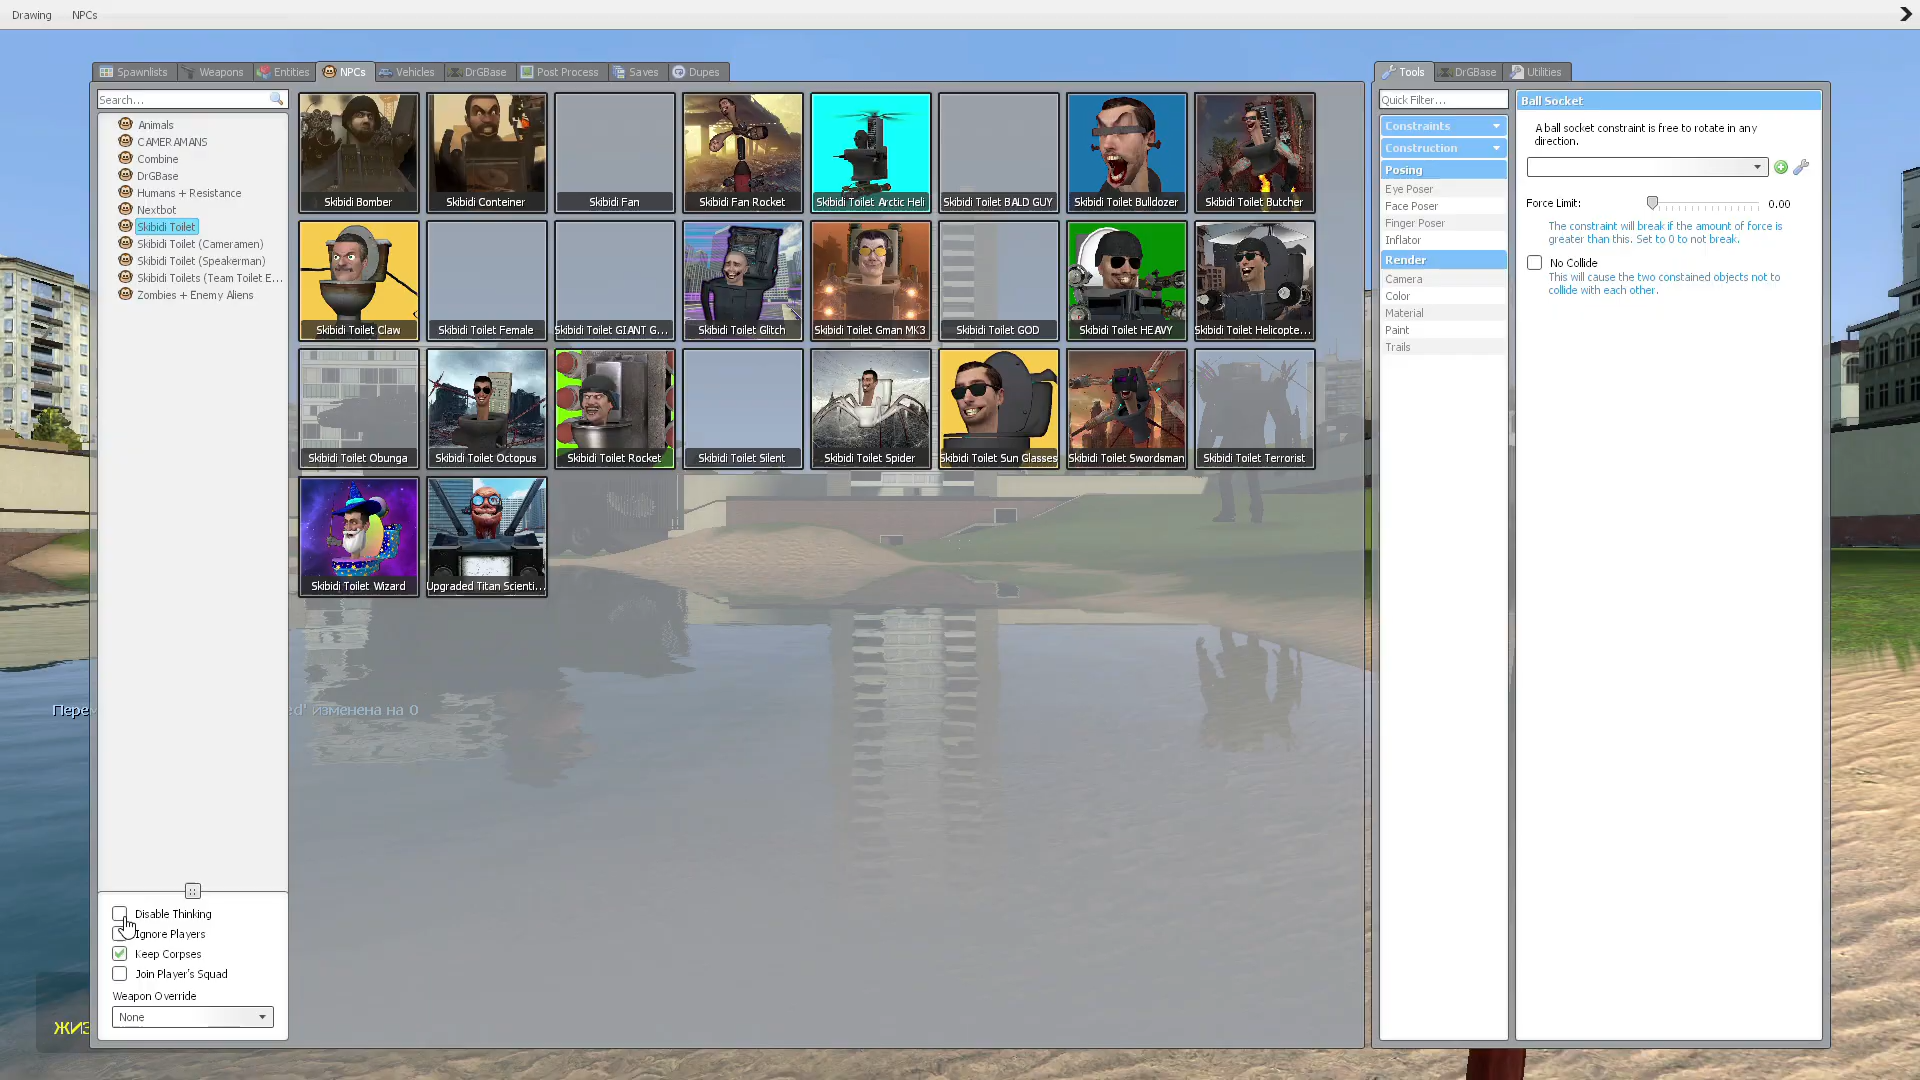 Drawing NPCs
Spawnlists Weapons Entities NPCs Vehicles DrGBase Post Process Saves Dupes
Search...
Animals
CAMERAMANS
Combine
DrGBase
Humans + Resistance
Nextbot
Skibidi Toilet
Skibidi Toilet (Cameramen)
Skibidi Toilet (Speakerman)
Skibidi Toilets (Team Toilet E...
Zombies + Enemy Aliens
Skibidi Bomber Skibidi Conteiner Skibidi Fan Skibidi Fan Rocket Skibidi Toilet Arctic Heli Skibidi Toilet BALD GUY Skibidi Toilet Bulldozer Skibidi Toilet Butcher
Skibidi Toilet Claw Skibidi Toilet Female Skibidi Toilet GIANT G... Skibidi Toilet Glitch Skibidi Toilet Gman MK3 Skibidi Toilet GOD Skibidi Toilet HEAVY Skibidi Toilet Helicopte...
Skibidi Toilet Obunga Skibidi Toilet Octopus Skibidi Toilet Rocket Skibidi Toilet Silent Skibidi Toilet Spider Skibidi Toilet Sun Glasses Skibidi Toilet Swordsman Skibidi Toilet Terrorist
Skibidi Toilet Wizard Upgraded Titan Scienti...
Пере ed' изменена на 0
Disable Thinking
Ignore Players
Keep Corpses
Join Player's Squad
Weapon Override
None
ЖИЗ
Tools DrGBase Utilities
Quick Filter...
Constraints
Construction
Posing
Eye Poser
Face Poser
Finger Poser
Inflator
Render
Camera
Color
Material
Paint
Trails
Ball Socket
A ball socket constraint is free to rotate in any
direction.
Force Limit: 0.00
The constraint will break if the amount of force is
greater than this. Set to 0 to not break.
No Collide
This will cause the two constained objects not to
collide with each other.